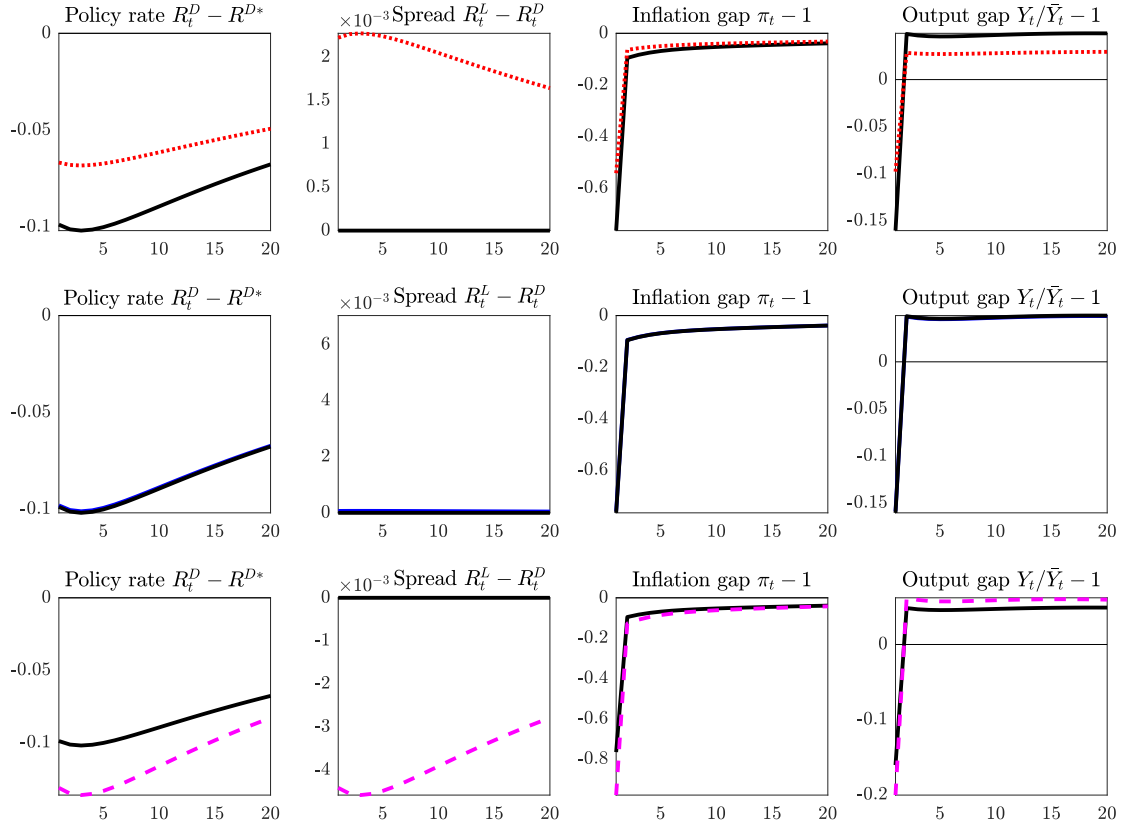 Policy rate $R_t^D - R^{D*}$
0
-0.05
-0.1
5 10 15 20
×10⁻³ Spread $R_t^L - R_t^D$
2
1.5
1
0.5
0
5 10 15 20
Inflation gap $\pi_t - 1$
0
-0.2
-0.4
-0.6
5 10 15 20
Output gap $Y_t/\bar{Y}_t - 1$
0
-0.05
-0.1
-0.15
5 10 15 20
Policy rate $R_t^D - R^{D*}$
0
-0.05
-0.1
5 10 15 20
×10⁻³ Spread $R_t^L - R_t^D$
6
4
2
0
5 10 15 20
Inflation gap $\pi_t - 1$
0
-0.2
-0.4
-0.6
5 10 15 20
Output gap $Y_t/\bar{Y}_t - 1$
0
-0.05
-0.1
-0.15
5 10 15 20
Policy rate $R_t^D - R^{D*}$
0
-0.05
-0.1
5 10 15 20
×10⁻³ Spread $R_t^L - R_t^D$
0
-0
-0
-3
-4
5 10 15 20
Inflation gap $\pi_t - 1$
0
-0.2
-0.4
-0.6
-0.8
5 10 15 20
Output gap $Y_t/\bar{Y}_t - 1$
0
-0.1
-0.2
5 10 15 20